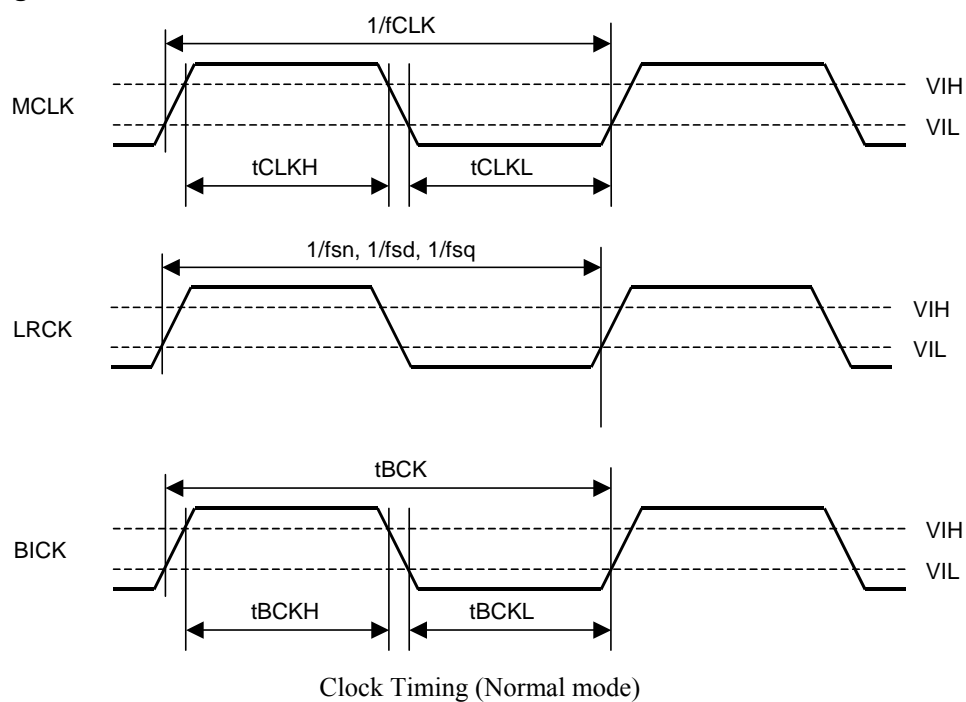 1/fCLK
MCLK
VIH
VIL
tCLKH
tCLKL
1/fsn, 1/fsd, 1/fsq
LRCK
VIH
VIL
tBCK
BICK
VIH
VIL
tBCKH
tBCKL
Clock Timing (Normal mode)